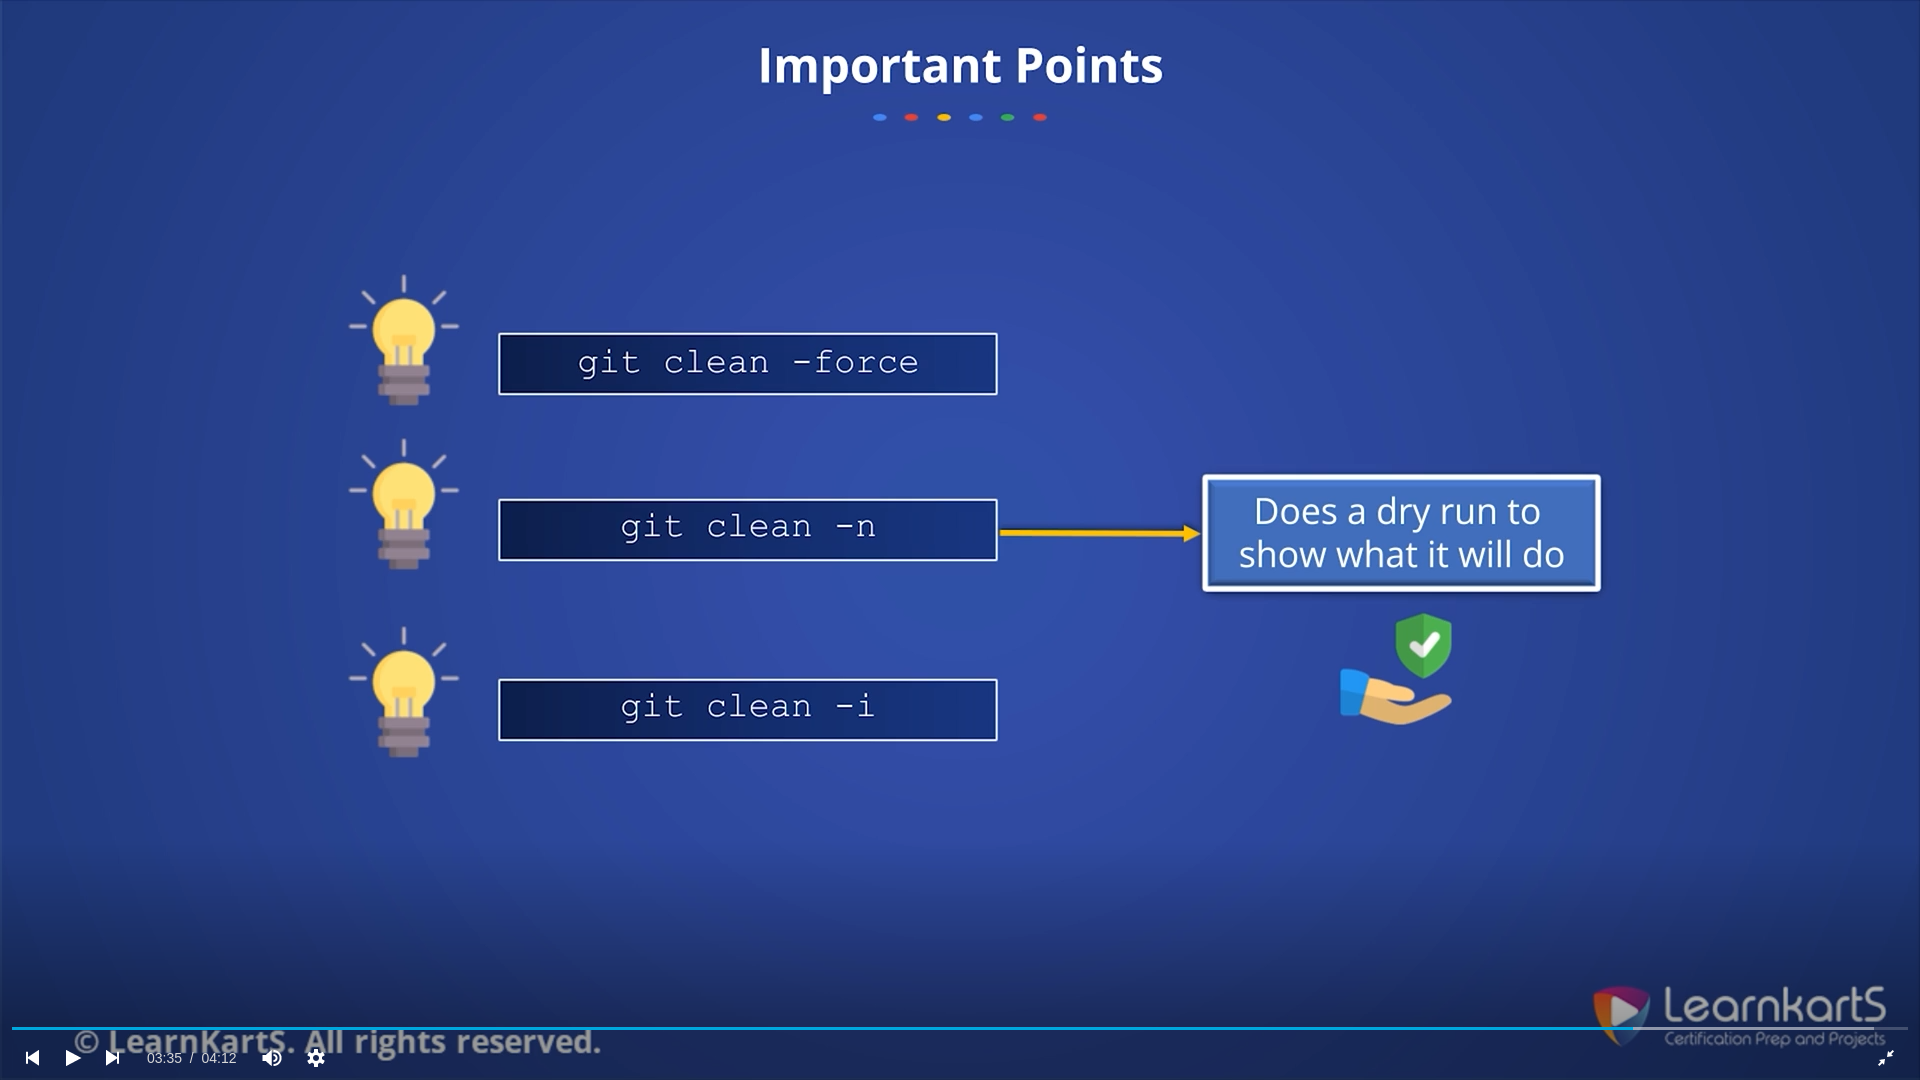 Important Points
git clean -force
git clean -n
Does a dry run to
show what it will do
git clean -i
LearnkartS
Certification Prep and Projects
© LearnKartS. All rights reserved.
03:35 / 04:12